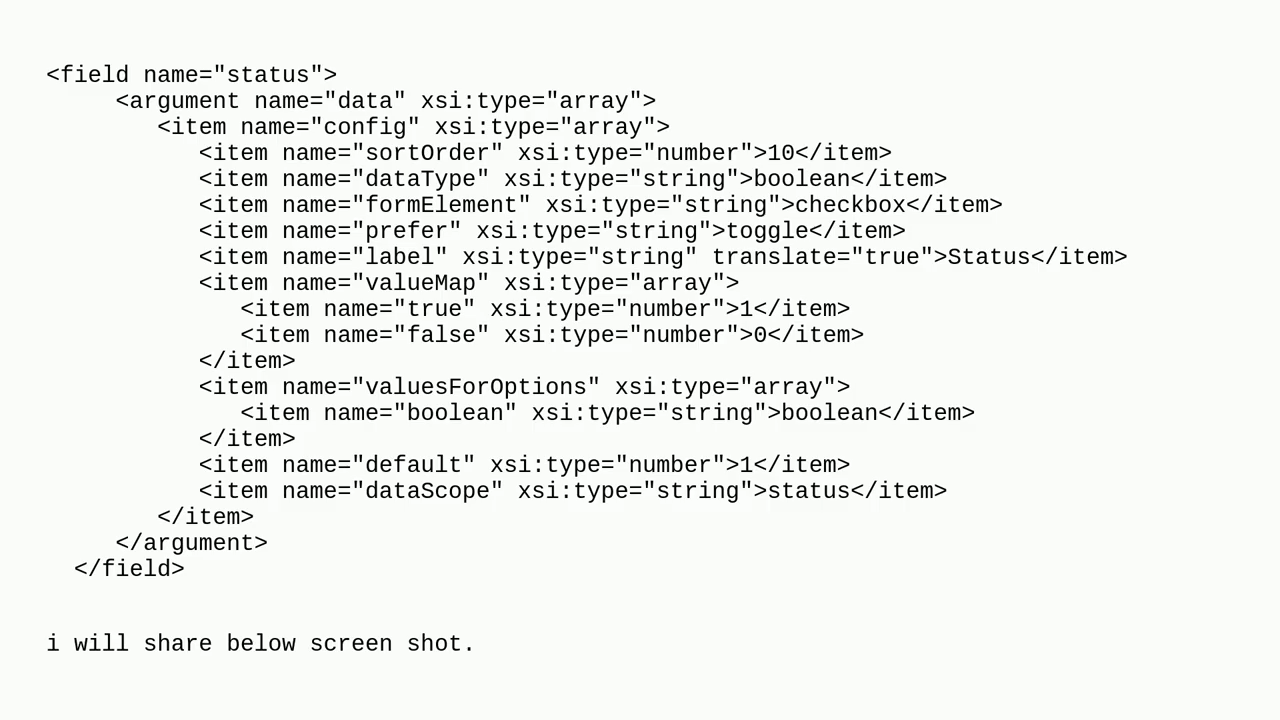 <field name="status">
     <argument name="data" xsi:type="array">
        <item name="config" xsi:type="array">
           <item name="sortOrder" xsi:type="number">10</item>
           <item name="dataType" xsi:type="string">boolean</item>
           <item name="formElement" xsi:type="string">checkbox</item>
           <item name="prefer" xsi:type="string">toggle</item>
           <item name="label" xsi:type="string" translate="true">Status</item>
           <item name="valueMap" xsi:type="array">
              <item name="true" xsi:type="number">1</item>
              <item name="false" xsi:type="number">0</item>
           </item>
           <item name="valuesForOptions" xsi:type="array">
              <item name="boolean" xsi:type="string">boolean</item>
           </item>
           <item name="default" xsi:type="number">1</item>
           <item name="dataScope" xsi:type="string">status</item>
        </item>
     </argument>
  </field>
i will share below screen shot.